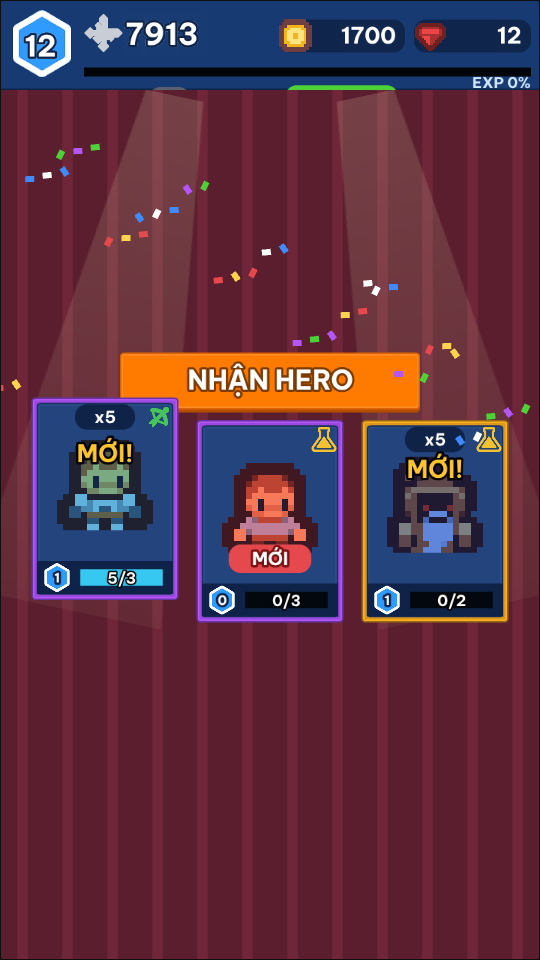 12
7913
1700
12
EXP 0%
NHẬN HERO
x5
MỚI!
1
5/3
MỚI
0
0/3
x5
MỚI!
1
0/2